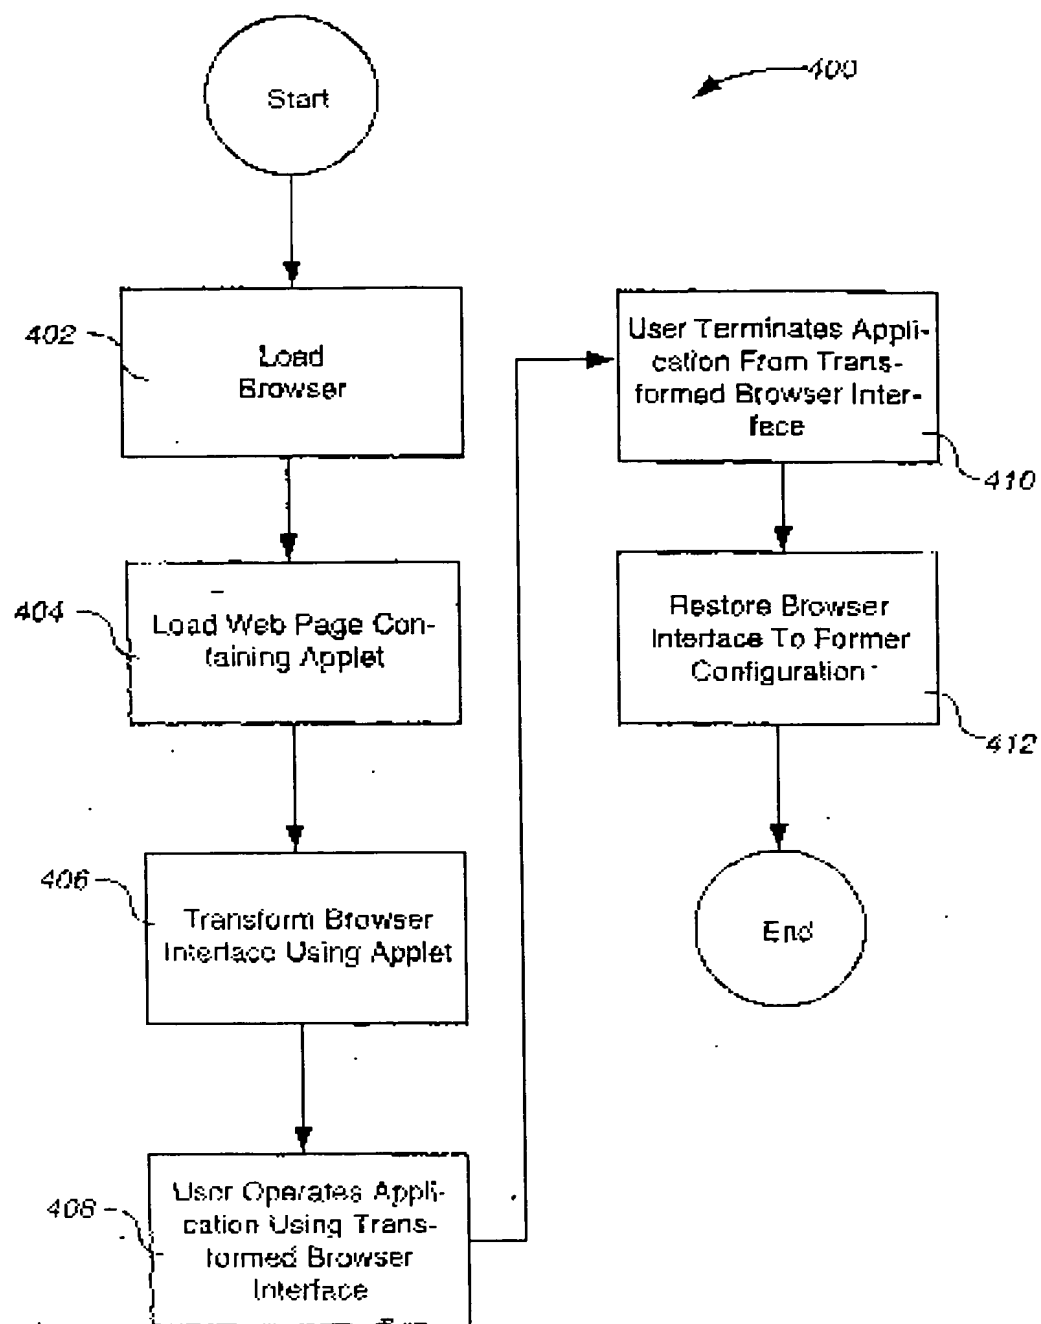 Start
400
402
Load
Browser
404
Load Web Page Con-
taining Applet
406
Transform Browser
Interface Using Applet
408
User Operates Appli-
cation Using Trans-
formed Browser
Interface
User Terminates Appli-
cation From Trans-
formed Browser Inter-
face
410
Restore Browser
Interface To Former
Configuration
412
End